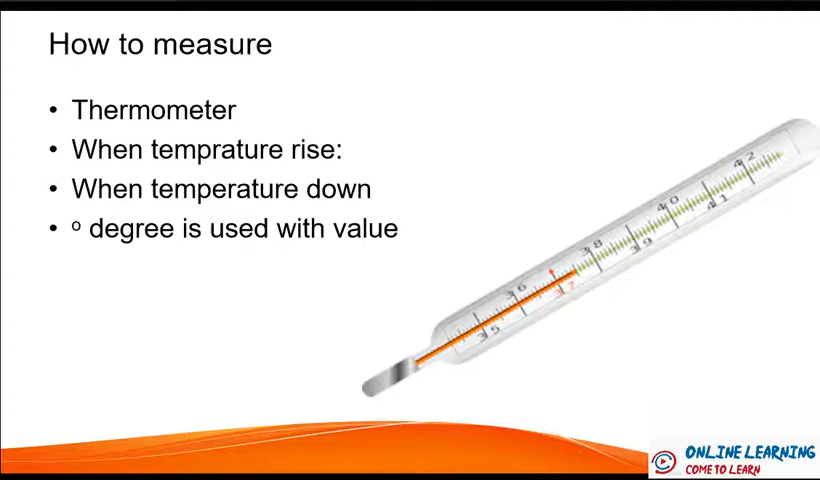 How to measure
• Thermometer
• When temprature rise:
• When temperature down
• º degree is used with value
35
36
37
38
39
40
41
42
ONLINE LEARNING
COME TO LEARN